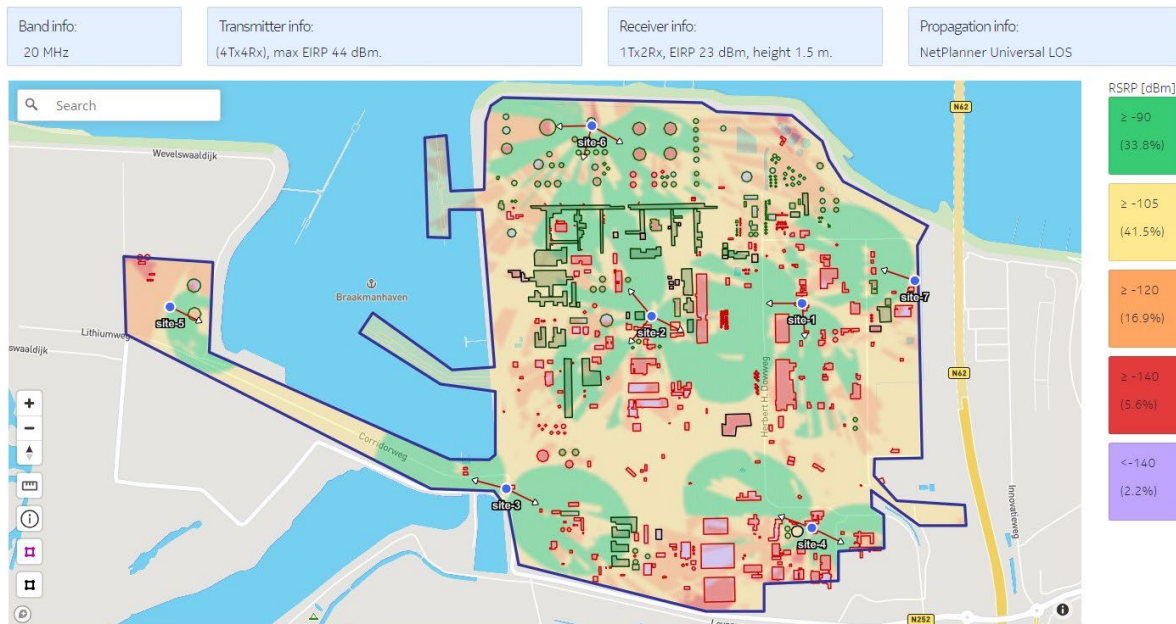 Band info:
20 MHz
Transmitter info:
(4Tx4Rx), max EIRP 44 dBm.
Receiver info:
1Tx2Rx, EIRP 23 dBm, height 1.5 m.
Propagation info:
NetPlanner Universal LOS
Search
RSRP [dBm]
≥ -90
(33.8%)
≥ -105
(41.5%)
≥ -120
(16.9%)
≥ -140
(5.6%)
<-140
(2.2%)
N62
Wevelswaaldijk
site-6
Braakmanhaven
site-7
site-5
site-1
site-2
Lithiumweg
swaaldijk
N62
Herbert H. Dowweg
Corridorweg
site-3
Innovatieweg
site-4
N252